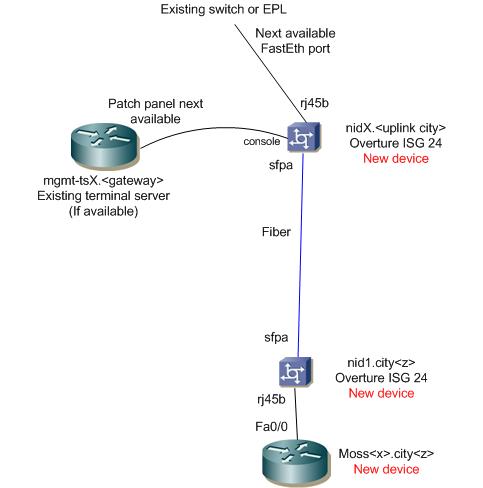 Existing switch or EPL
Next available
FastEth port
Patch panel next
available
rj45b
console
nidX.<uplink city>
Overture ISG 24
New device
sfpa
mgmt-tsX.<gateway>
Existing terminal server
(If available)
Fiber
sfpa
nid1.city<z>
Overture ISG 24
New device
rj45b
Fa0/0
Moss<x>.city<z>
New device